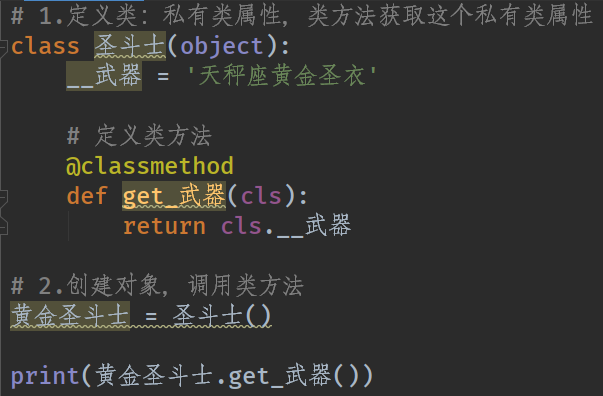 # 1.定义类：私有类属性，类方法获取这个私有类属性
class 圣斗士(object):
    __武器 = '天秤座黄金圣衣'
    # 定义类方法
    @classmethod
    def get_武器(cls):
        return cls.__武器
# 2.创建对象，调用类方法
黄金圣斗士 = 圣斗士()
print(黄金圣斗士.get_武器())